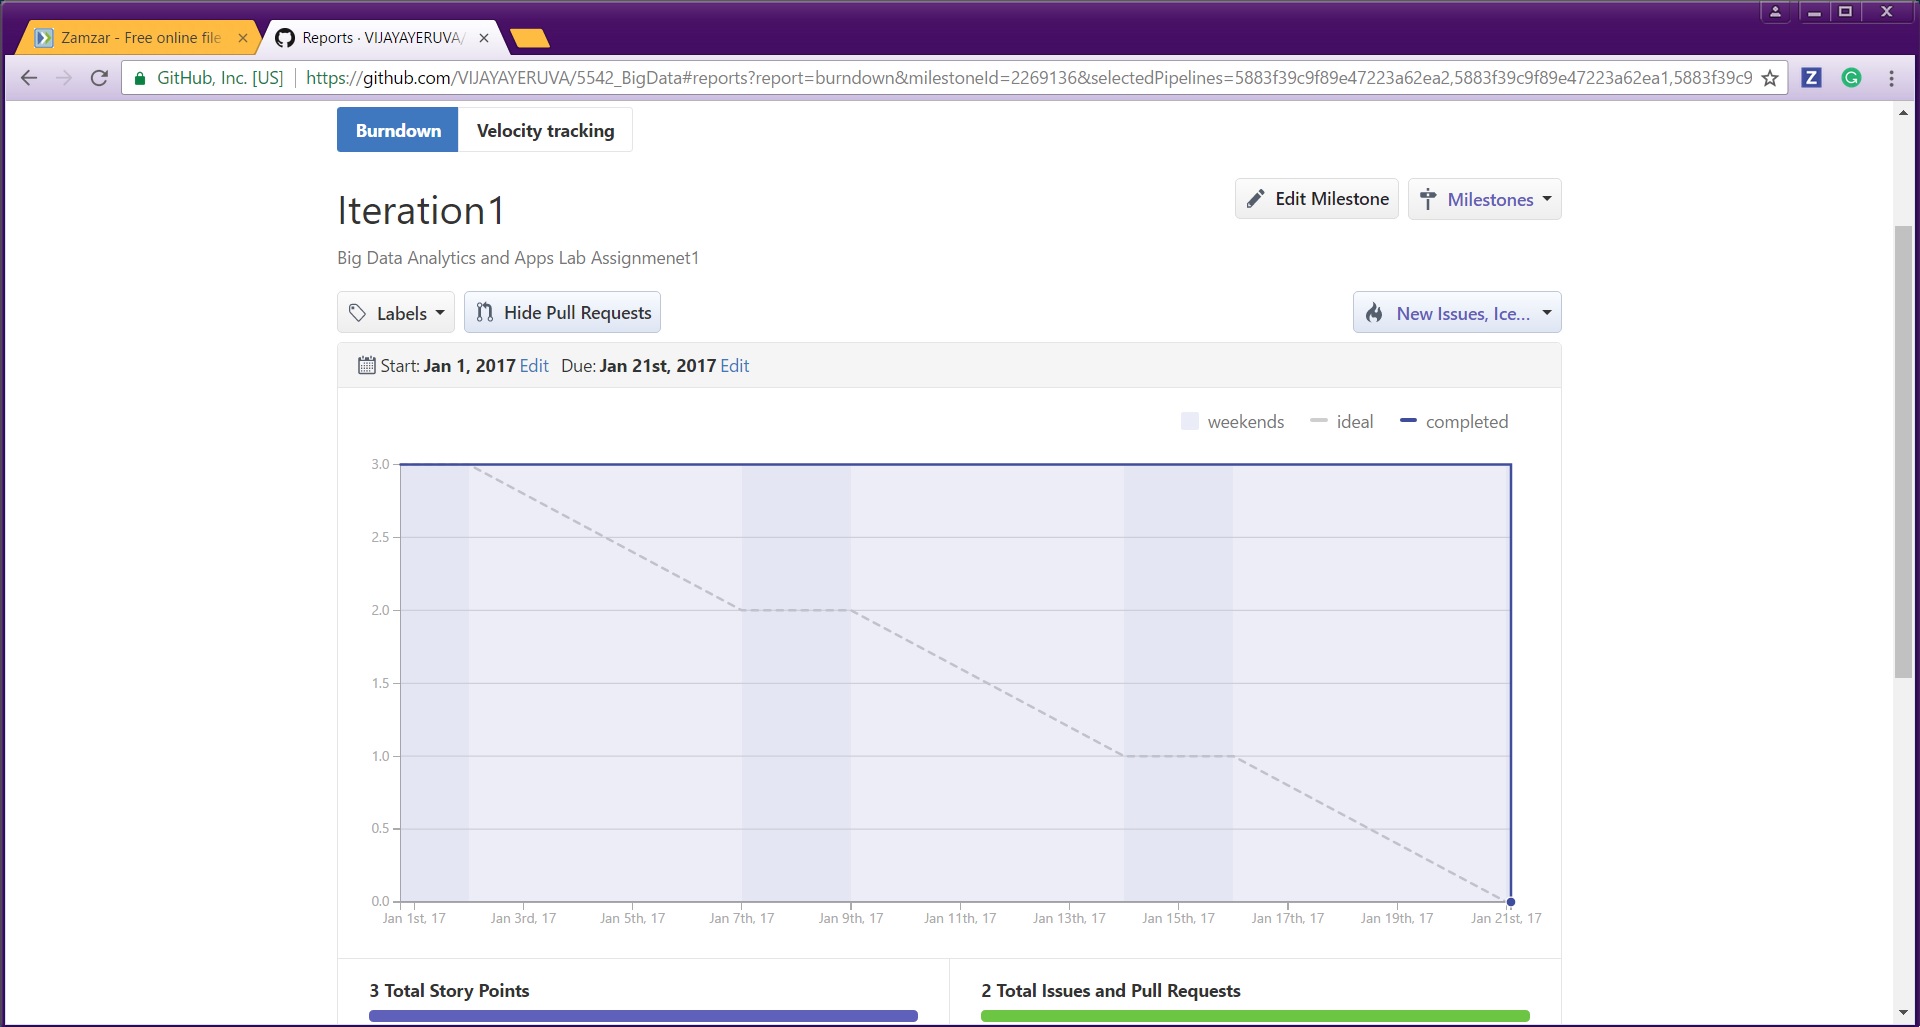 Zamzar - Free online file
Reports · VIJAYAYERUVA/
GitHub, Inc. [US]
https://github.com/VIJAYAYERUVA/5542_BigData#reports?report=burndown&milestoneId=2269136&selectedPipelines=5883f39c9f89e47223a62ea2,5883f39c9f89e47223a62ea1,5883f39c9
Z
G
Burndown
Velocity tracking
Iteration1
Edit Milestone
Milestones
Big Data Analytics and Apps Lab Assignmenet1
Labels
Hide Pull Requests
New Issues, Ice...
Start: Jan 1, 2017 Edit Due: Jan 21st, 2017 Edit
weekends
ideal
completed
3.0
2.5
2.0
1.5
1.0
0.5
0.0
Jan 1st, 17
Jan 3rd, 17
Jan 5th, 17
Jan 7th, 17
Jan 9th, 17
Jan 11th, 17
Jan 13th, 17
Jan 15th, 17
Jan 17th, 17
Jan 19th, 17
Jan 21st, 17
3 Total Story Points
2 Total Issues and Pull Requests